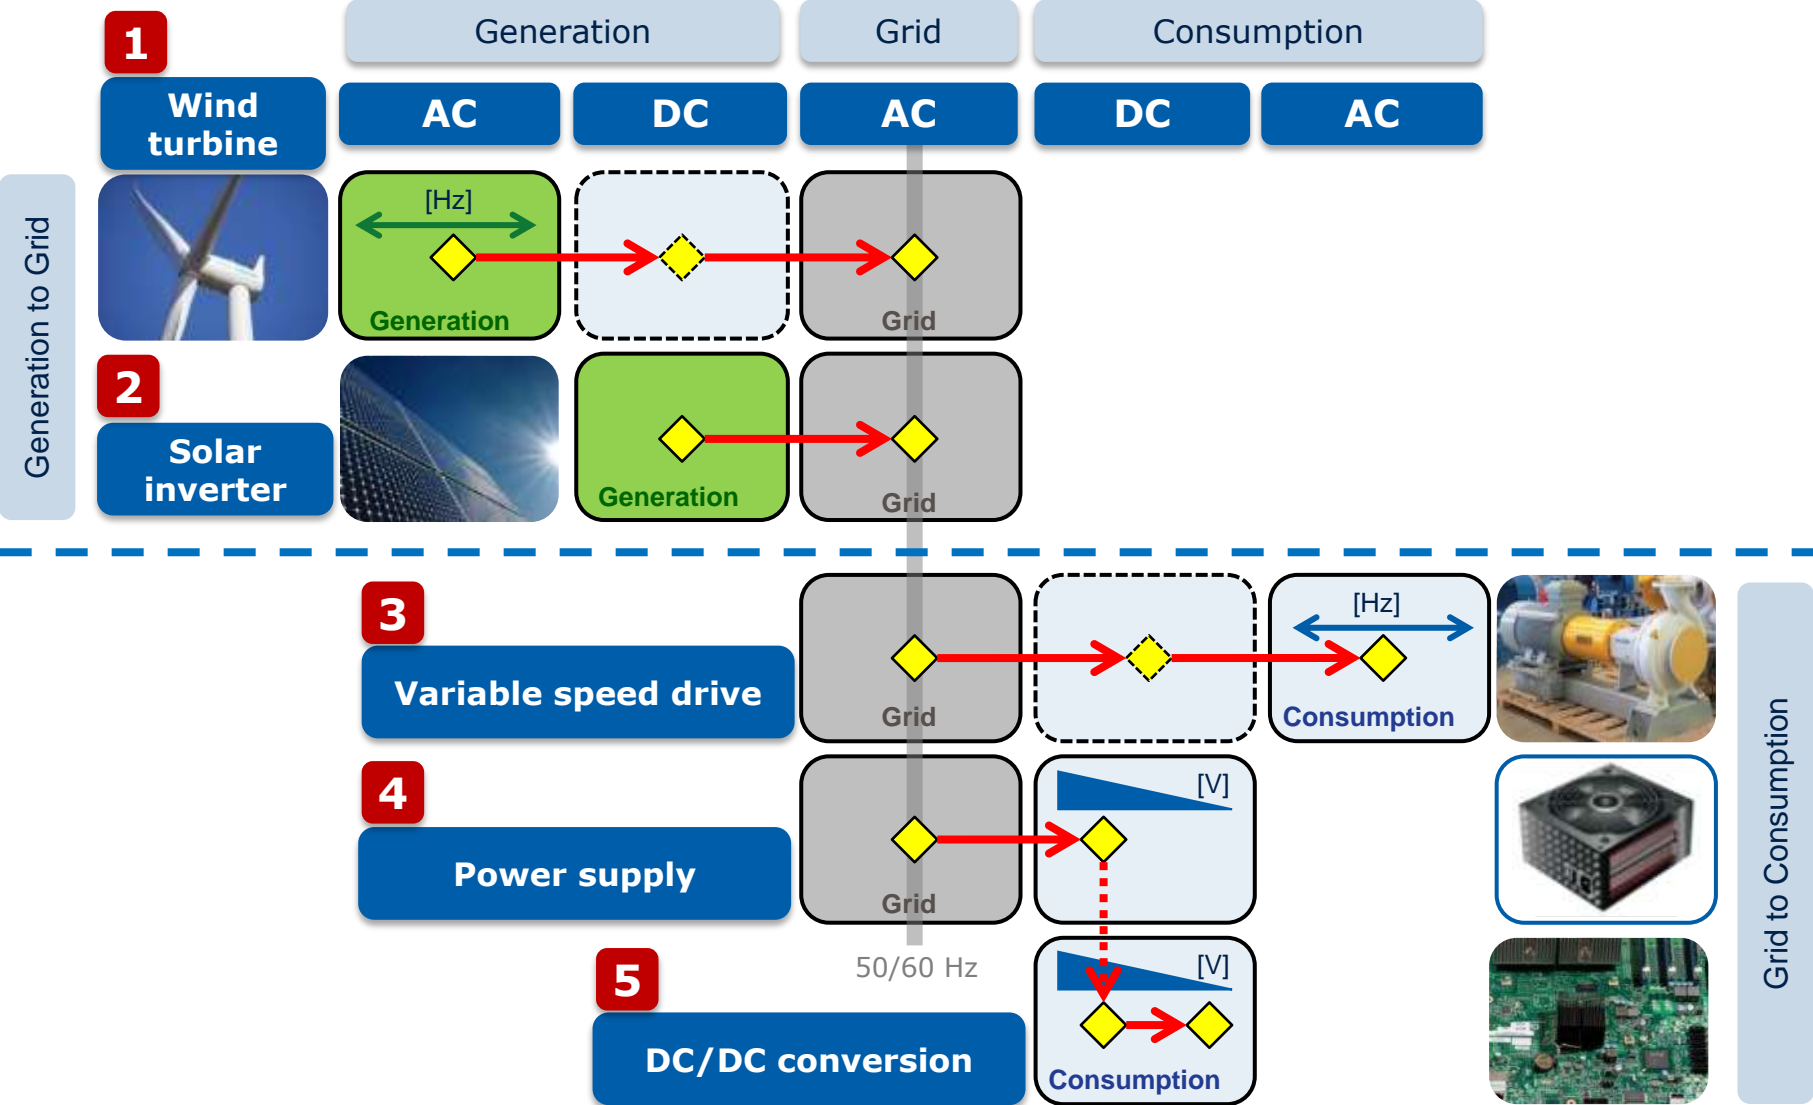 1
Generation
Grid
Consumption
Wind
turbine
AC
DC
AC
DC
AC
Generation to Grid
[Hz]
Generation
Grid
2
Solar
inverter
Generation
Grid
3
Variable speed drive
Grid
[Hz]
Consumption
4
Power supply
Grid
[V]
50/60 Hz
5
DC/DC conversion
[V]
Consumption
Grid to Consumption